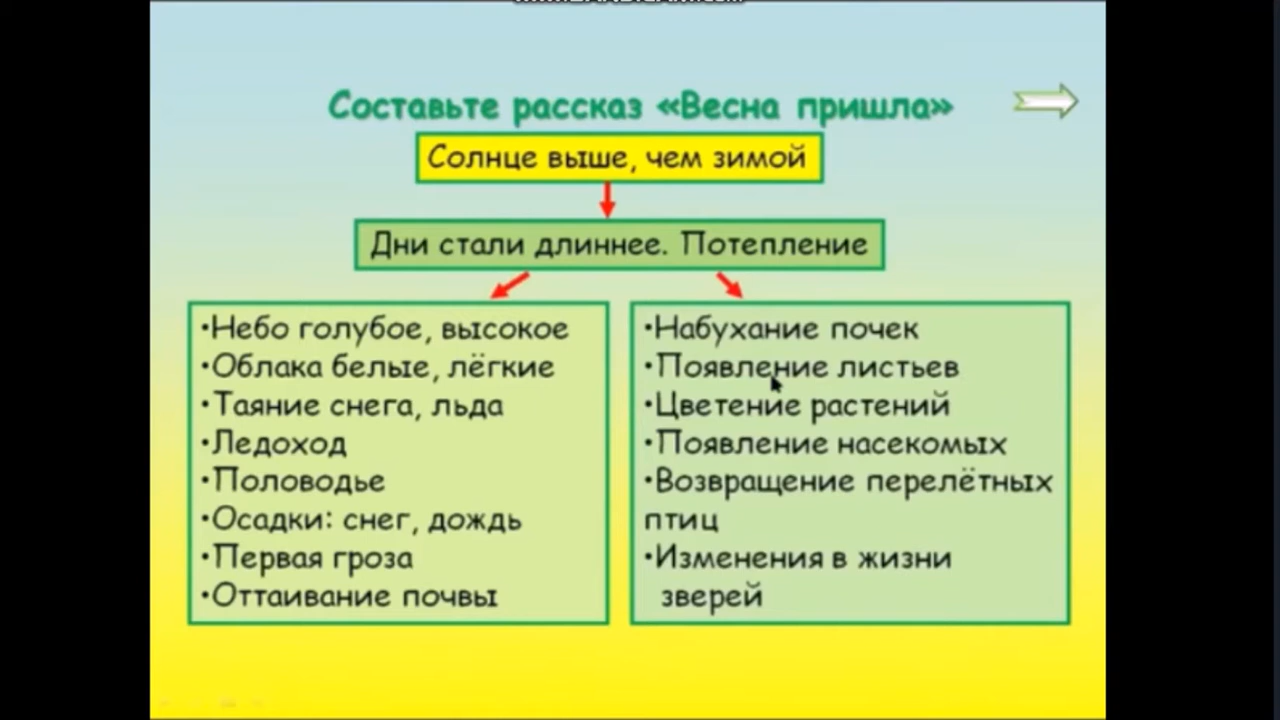 Составьте рассказ «Весна пришла»
Солнце выше, чем зимой
Дни стали длиннее. Потепление
•Небо голубое, высокое
•Облака белые, лёгкие
•Таяние снега, льда
•Ледоход
•Половодье
•Осадки: снег, дождь
•Первая гроза
•Оттаивание почвы
•Набухание почек
•Появление листьев
•Цветение растений
•Появление насекомых
•Возвращение перелётных
птиц
•Изменения в жизни
зверей